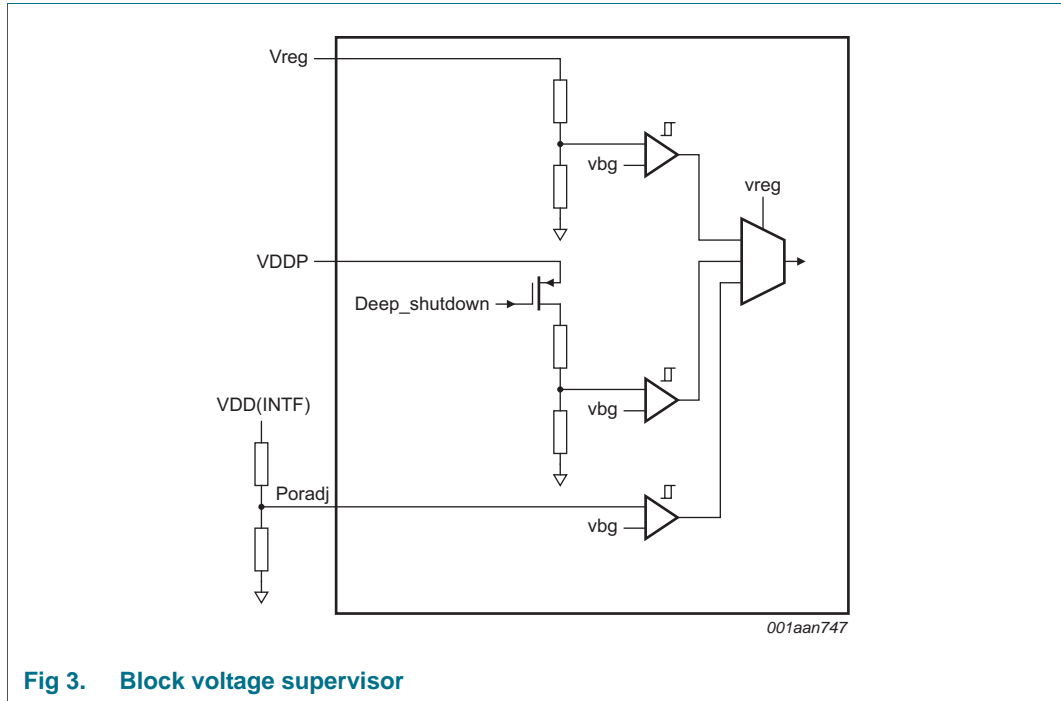 Vreg
vbg
vreg
VDDP
Deep_shutdown
vbg
VDD(INTF)
Poradj
vbg
001aan747
Fig 3. Block voltage supervisor